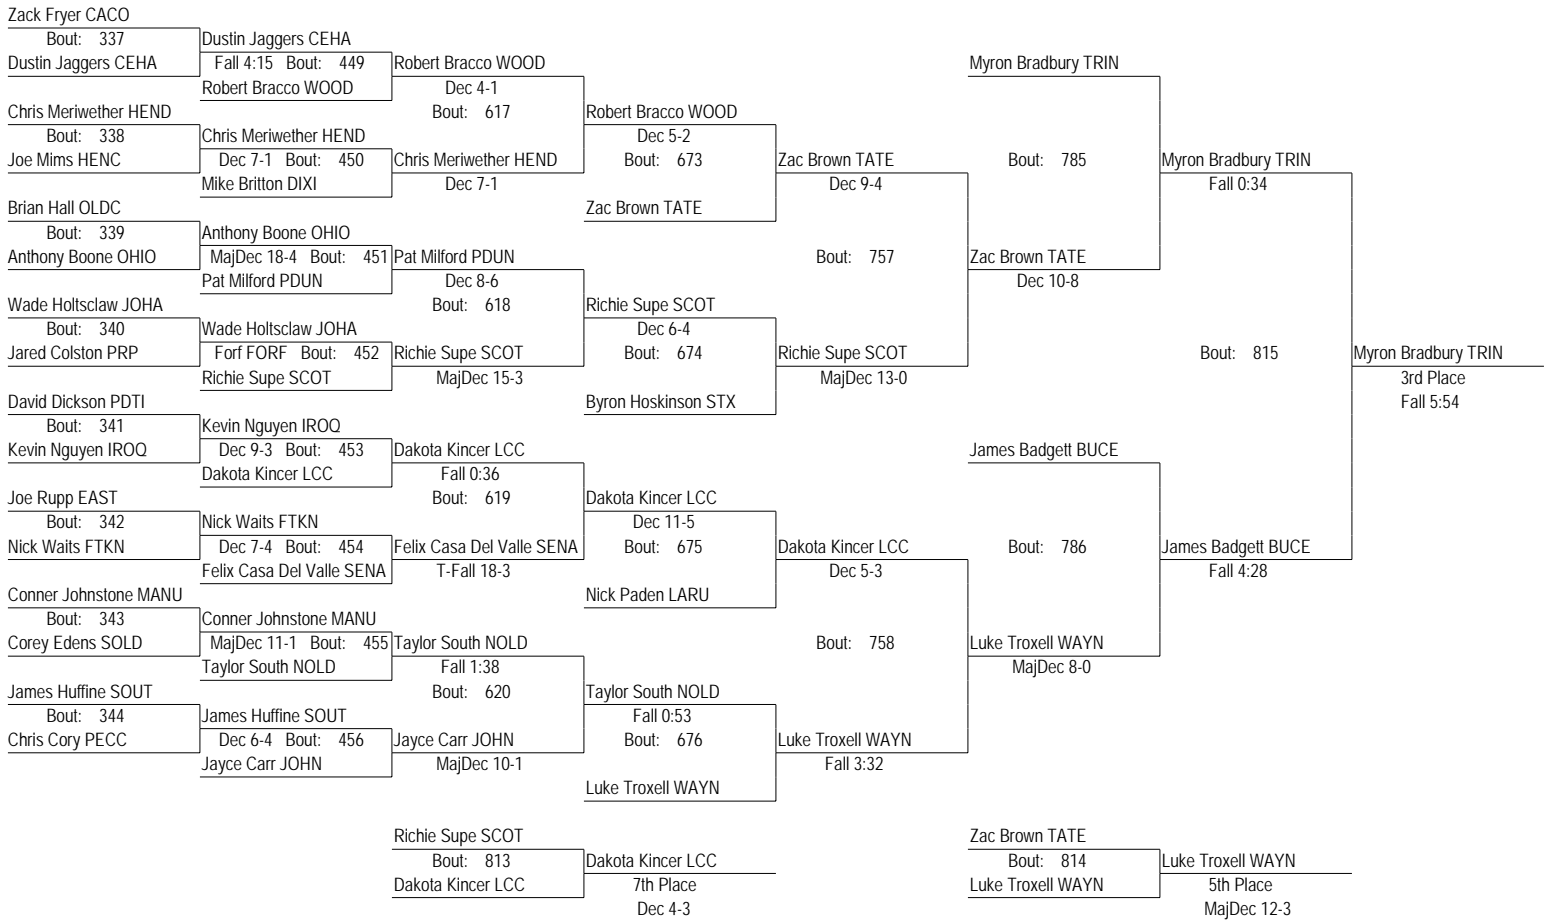 Zack Fryer CACO
Bout: 337
Dustin Jaggers CEHA
Chris Meriwether HEND
Bout: 338
Joe Mims HENC
Brian Hall OLDC
Bout: 339
Anthony Boone OHIO
Wade Holtsclaw JOHA
Bout: 340
Jared Colston PRP
David Dickson PDTI
Bout: 341
Kevin Nguyen IROQ
Joe Rupp EAST
Bout: 342
Nick Waits FTKN
Conner Johnstone MANU
Bout: 343
Corey Edens SOLD
James Huffine SOUT
Bout: 344
Chris Cory PECC
Dustin Jaggers CEHA
Fall 4:15 Bout: 449
Robert Bracco WOOD
Chris Meriwether HEND
Dec 7-1 Bout: 450
Mike Britton DIXI
Anthony Boone OHIO
MajDec 18-4 Bout: 451
Pat Milford PDUN
Wade Holtsclaw JOHA
Forf FORF Bout: 452
Richie Supe SCOT
Kevin Nguyen IROQ
Dec 9-3 Bout: 453
Dakota Kincer LCC
Nick Waits FTKN
Dec 7-4 Bout: 454
Felix Casa Del Valle SENA
Conner Johnstone MANU
MajDec 11-1 Bout: 455
Taylor South NOLD
James Huffine SOUT
Dec 6-4 Bout: 456
Jayce Carr JOHN
Robert Bracco WOOD
Dec 4-1
Bout: 617
Chris Meriwether HEND
Dec 7-1
Pat Milford PDUN
Dec 8-6
Bout: 618
Richie Supe SCOT
MajDec 15-3
Dakota Kincer LCC
Fall 0:36
Bout: 619
Felix Casa Del Valle SENA
T-Fall 18-3
Taylor South NOLD
Fall 1:38
Bout: 620
Jayce Carr JOHN
MajDec 10-1
Robert Bracco WOOD
Dec 5-2
Bout: 673
Zac Brown TATE
Richie Supe SCOT
Dec 6-4
Bout: 674
Byron Hoskinson STX
Dakota Kincer LCC
Dec 11-5
Bout: 675
Nick Paden LARU
Taylor South NOLD
Fall 0:53
Bout: 676
Luke Troxell WAYN
Zac Brown TATE
Dec 9-4
Bout: 757
Richie Supe SCOT
MajDec 13-0
Dakota Kincer LCC
Dec 5-3
Bout: 758
Luke Troxell WAYN
Fall 3:32
Myron Bradbury TRIN
Bout: 785
Zac Brown TATE
Dec 10-8
James Badgett BUCE
Bout: 786
Luke Troxell WAYN
MajDec 8-0
Myron Bradbury TRIN
Fall 0:34
Bout: 815
James Badgett BUCE
Fall 4:28
Myron Bradbury TRIN
3rd Place
Fall 5:54
Richie Supe SCOT
Bout: 813
Dakota Kincer LCC
Dakota Kincer LCC
7th Place
Dec 4-3
Zac Brown TATE
Bout: 814
Luke Troxell WAYN
Luke Troxell WAYN
5th Place
MajDec 12-3